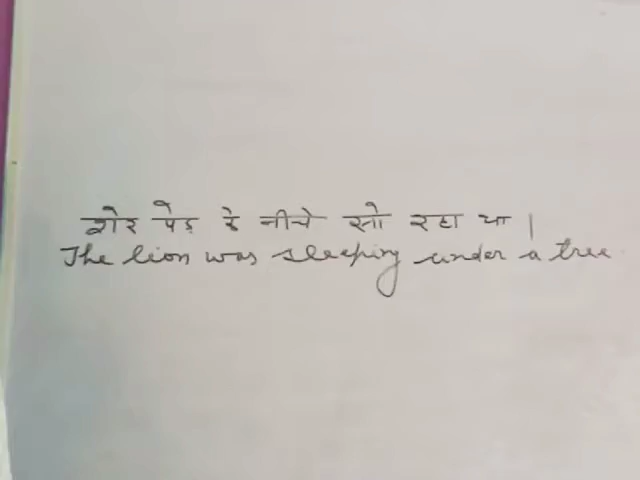 शेर पेड़ के नीचे सो रहा था।
The lion was sleeping under a tree